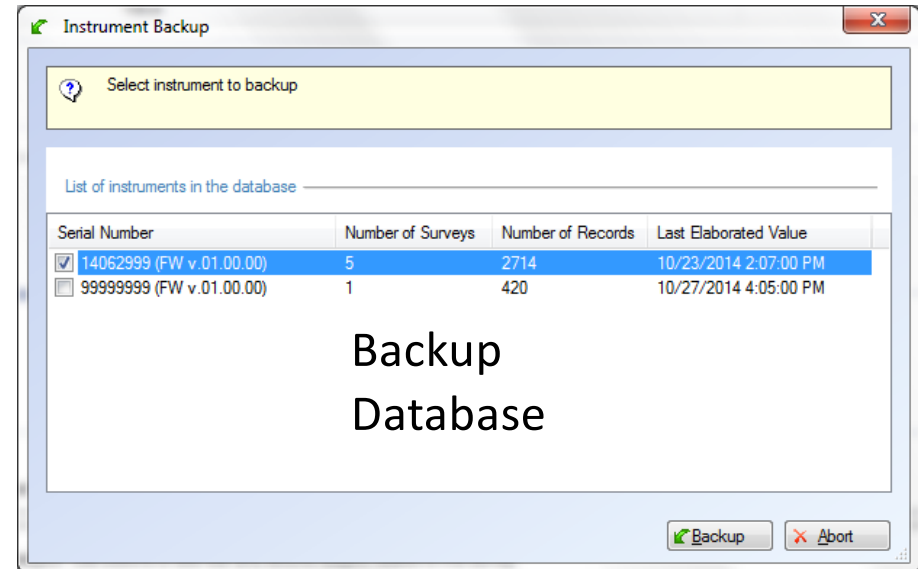 Instrument Backup
Select instrument to backup
List of instruments in the database
Serial Number Number of Surveys Number of Records Last Elaborated Value
14062999 (FW v.01.00.00) 5 2714 10/23/2014 2:07:00 PM
99999999 (FW v.01.00.00) 1 420 10/27/2014 4:05:00 PM
Backup
Database
Backup Abort